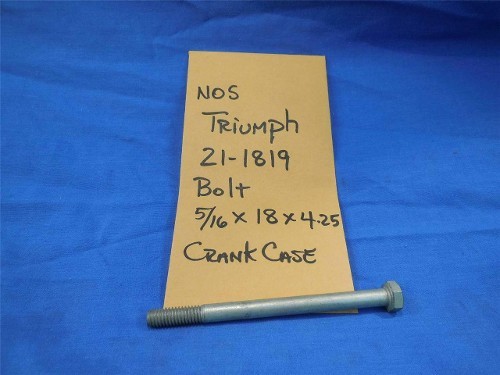 NOS
Triumph
21-1819
Bolt
5/16 x 18 x 4.25
Crank Case